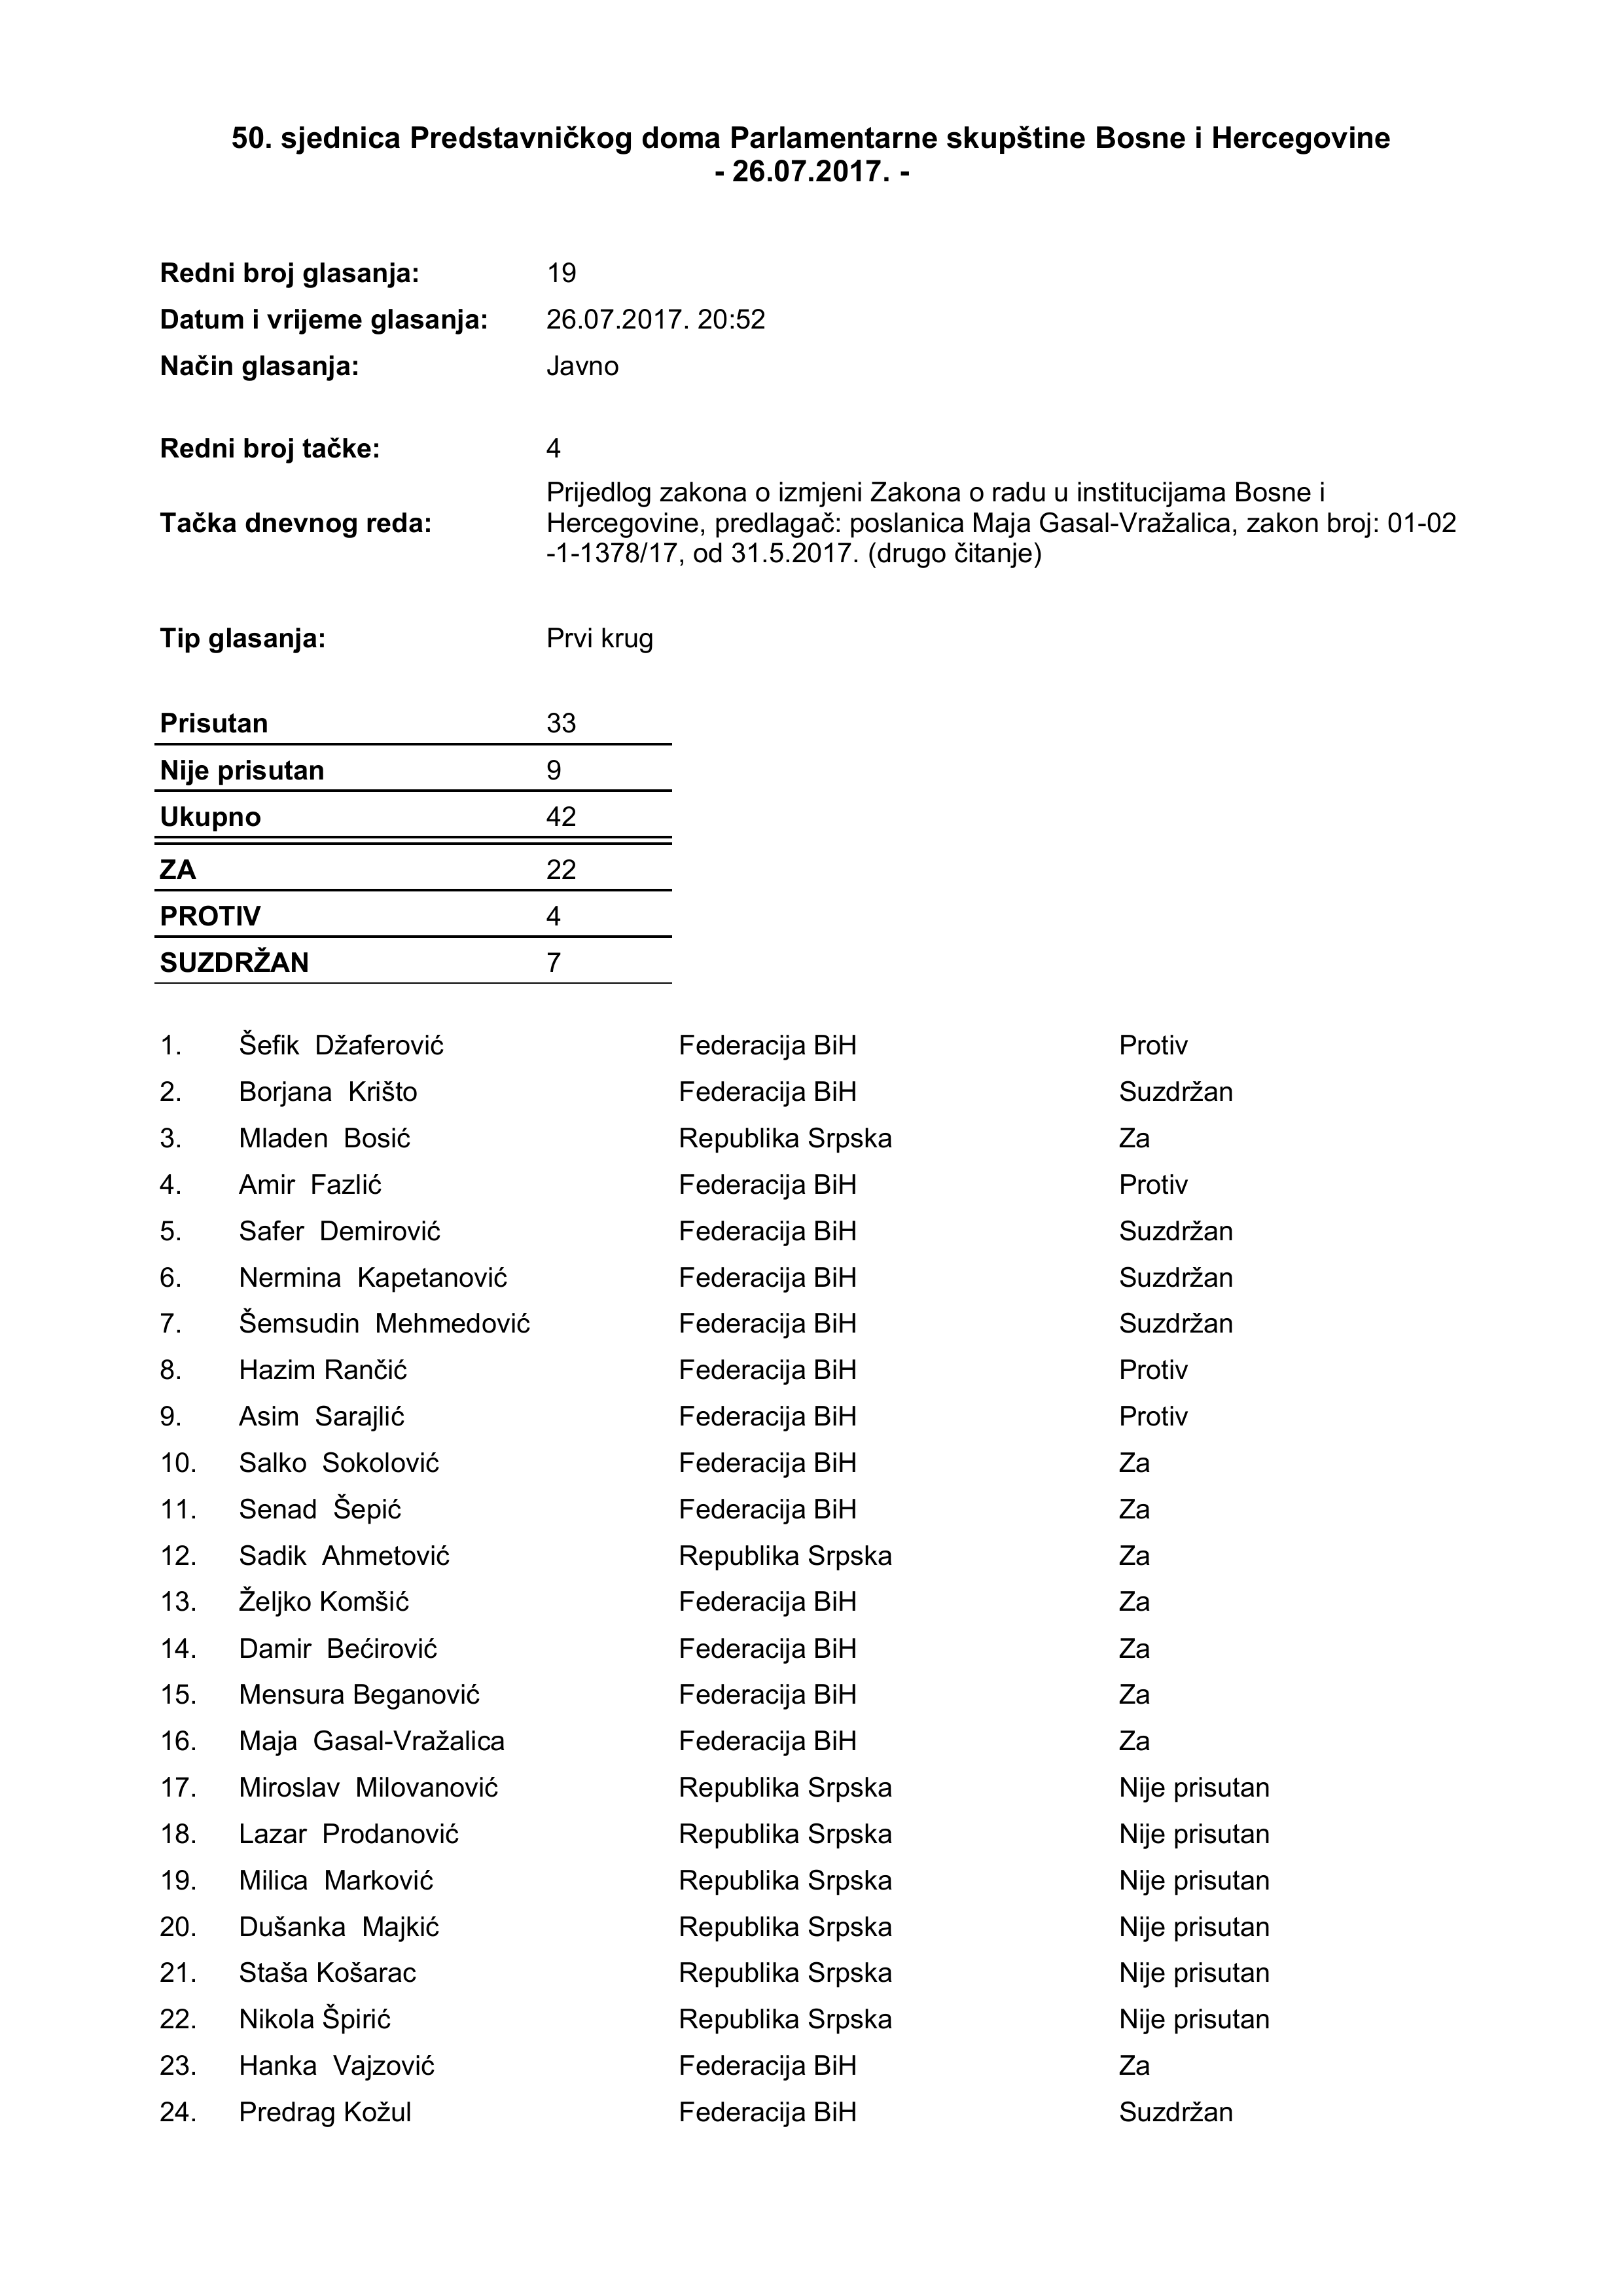 50. sjednica Predstavničkog doma Parlamentarne skupštine Bosne i Hercegovine
- 26.07.2017. -
Redni broj glasanja: 19
Datum i vrijeme glasanja: 26.07.2017. 20:52
Način glasanja: Javno
Redni broj tačke: 4
Tačka dnevnog reda: Prijedlog zakona o izmjeni Zakona o radu u institucijama Bosne i
Hercegovine, predlagač: poslanica Maja Gasal-Vražalica, zakon broj: 01-02
-1-1378/17, od 31.5.2017. (drugo čitanje)
Tip glasanja: Prvi krug
Prisutan 33
Nije prisutan 9
Ukupno 42
ZA 22
PROTIV 4
SUZDRŽAN 7
1. Šefik Džaferović Federacija BiH Protiv
2. Borjana Krišto Federacija BiH Suzdržan
3. Mladen Bosić Republika Srpska Za
4. Amir Fazlić Federacija BiH Protiv
5. Safer Demirović Federacija BiH Suzdržan
6. Nermina Kapetanović Federacija BiH Suzdržan
7. Šemsudin Mehmedović Federacija BiH Suzdržan
8. Hazim Rančić Federacija BiH Protiv
9. Asim Sarajlić Federacija BiH Protiv
10. Salko Sokolović Federacija BiH Za
11. Senad Šepić Federacija BiH Za
12. Sadik Ahmetović Republika Srpska Za
13. Željko Komšić Federacija BiH Za
14. Damir Bećirović Federacija BiH Za
15. Mensura Beganović Federacija BiH Za
16. Maja Gasal-Vražalica Federacija BiH Za
17. Miroslav Milovanović Republika Srpska Nije prisutan
18. Lazar Prodanović Republika Srpska Nije prisutan
19. Milica Marković Republika Srpska Nije prisutan
20. Dušanka Majkić Republika Srpska Nije prisutan
21. Staša Košarac Republika Srpska Nije prisutan
22. Nikola Špirić Republika Srpska Nije prisutan
23. Hanka Vajzović Federacija BiH Za
24. Predrag Kožul Federacija BiH Suzdržan